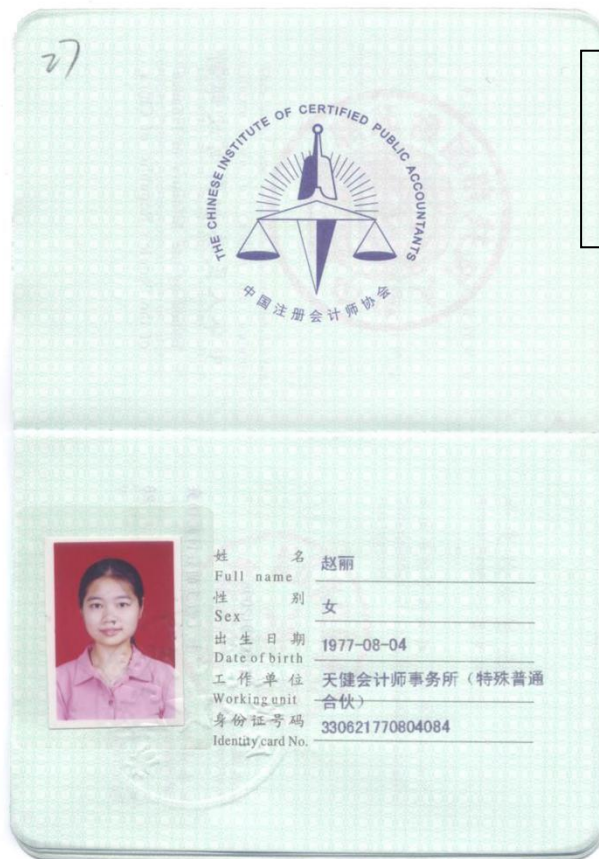 27
THE CHINESE INSTITUTE OF CERTIFIED PUBLIC ACCOUNTANTS
中国注册会计师协会
姓 名 赵丽
Full name
性 别 女
Sex
出生日期 1977-08-04
Date of birth
工作单位 天健会计师事务所（特殊普通
Working unit 合伙）
身份证号码 330621770804084
Identity card No.